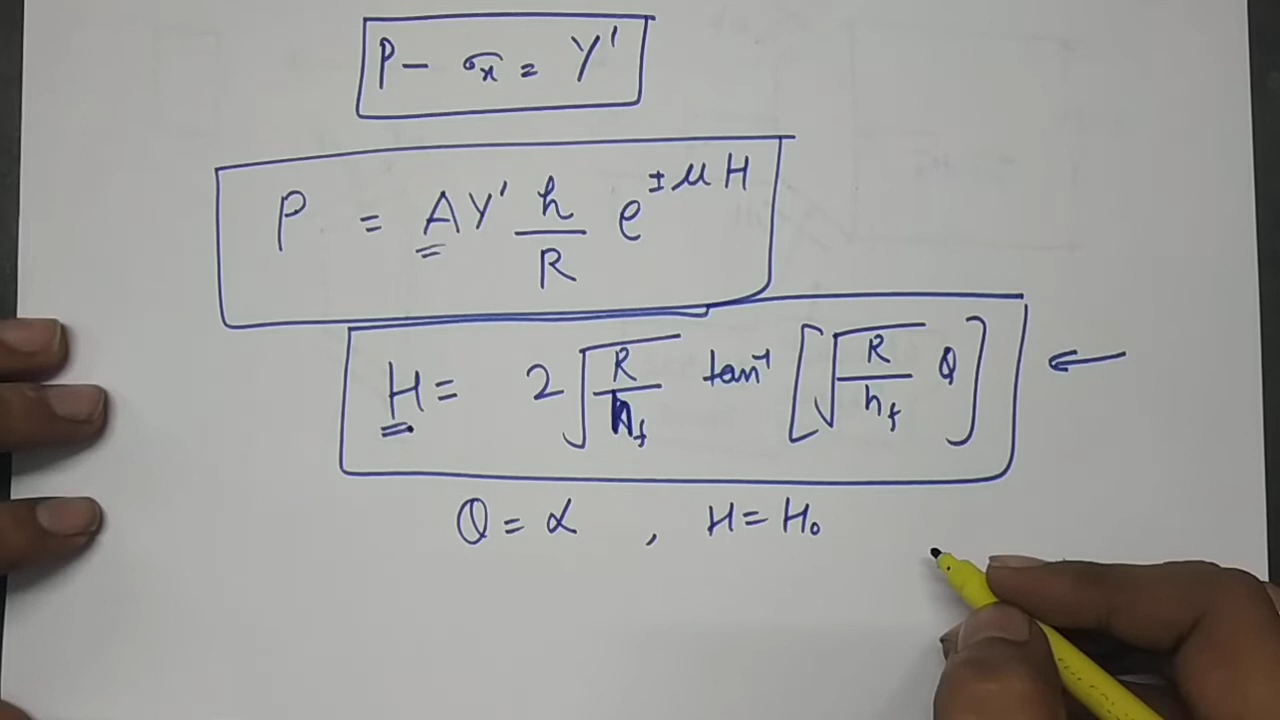 P - σx = Y'
P = AY' h/R e^±μH
H = 2√(R/hf) tan⁻¹ [√(R/hf) θ]
θ = α , H = H₀